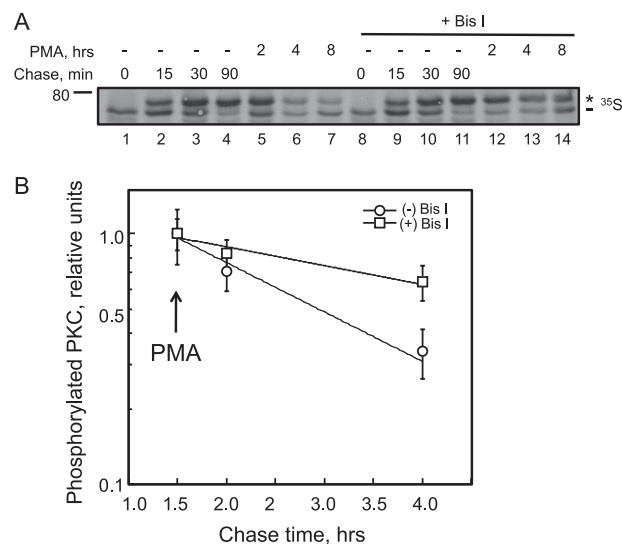 A
+ Bis I
PMA, hrs - - - - 2 4 8 - - - - 2 4 8
Chase, min 0 15 30 90 0 15 30 90
80
* ³⁵S
-
1 2 3 4 5 6 7 8 9 10 11 12 13 14
B
Phosphorylated PKC, relative units
1.0
0.5
0.1
(-) Bis I
(+) Bis I
PMA
1.0 1.5 2.0 2 3.0 3.5 4.0
Chase time, hrs